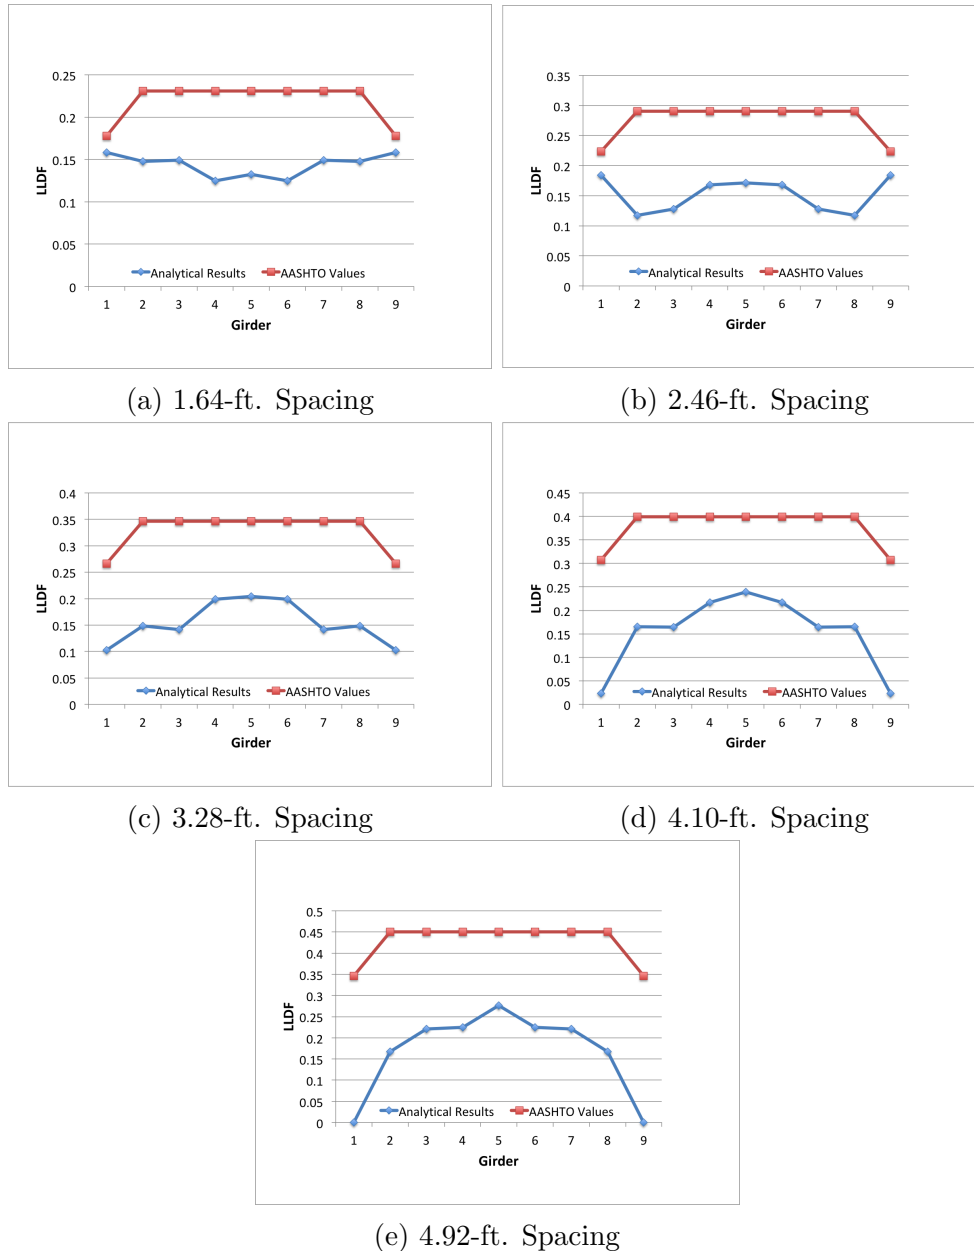 0.25
0.2
0.15
0.1
0.05
0
LLDF
Analytical Results AASHTO Values
1 2 3 4 5 6 7 8 9
Girder
(a) 1.64-ft. Spacing
0.35
0.3
0.25
0.2
0.15
0.1
0.05
0
LLDF
Analytical Results AASHTO Values
1 2 3 4 5 6 7 8 9
Girder
(b) 2.46-ft. Spacing
0.4
0.35
0.3
0.25
0.2
0.15
0.1
0.05
0
LLDF
Analytical Results AASHTO Values
1 2 3 4 5 6 7 8 9
Girder
(c) 3.28-ft. Spacing
0.45
0.4
0.35
0.3
0.25
0.2
0.15
0.1
0.05
0
LLDF
Analytical Results AASHTO Values
1 2 3 4 5 6 7 8 9
Girder
(d) 4.10-ft. Spacing
0.5
0.45
0.4
0.35
0.3
0.25
0.2
0.15
0.1
0.05
0
LLDF
Analytical Results AASHTO Values
1 2 3 4 5 6 7 8 9
Girder
(e) 4.92-ft. Spacing